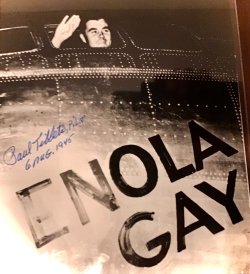 Paul Tibbets, Pilot
6 AUG. 1945
ENOLA
GAY